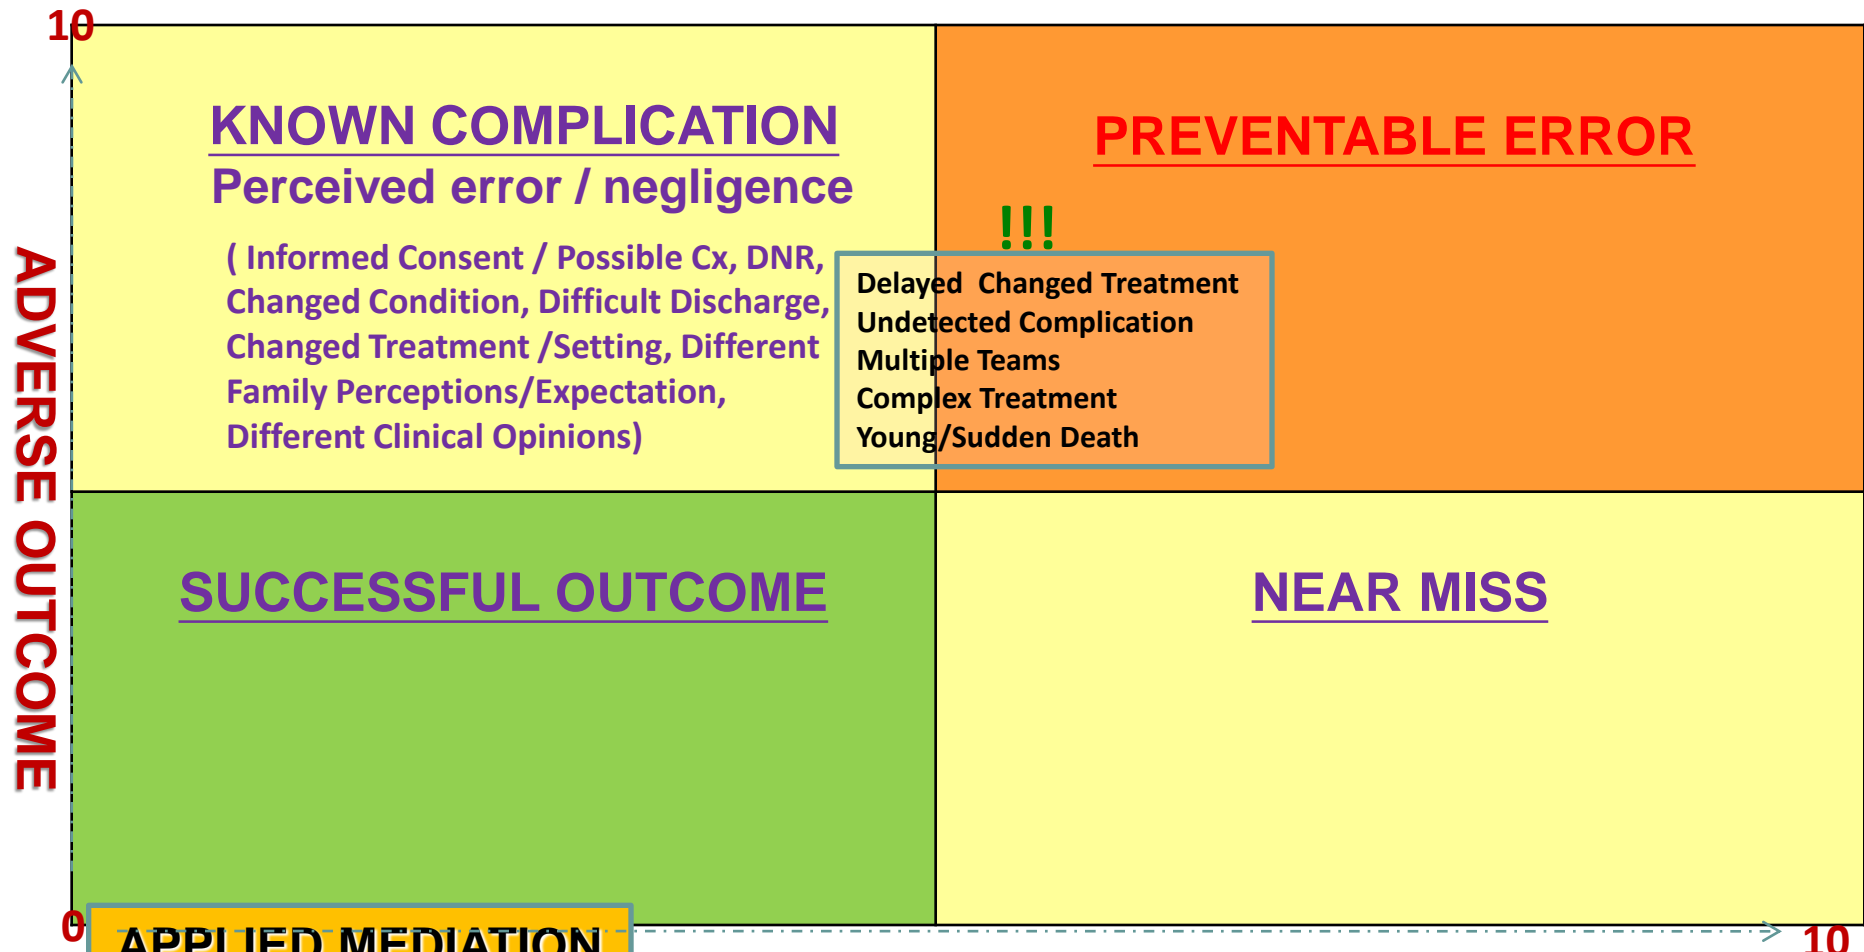 10
KNOWN COMPLICATION
Perceived error / negligence
( Informed Consent / Possible Cx, DNR,
Changed Condition, Difficult Discharge,
Changed Treatment /Setting, Different
Family Perceptions/Expectation,
Different Clinical Opinions)
PREVENTABLE ERROR
!!!
Delayed Changed Treatment
Undetected Complication
Multiple Teams
Complex Treatment
Young/Sudden Death
ADVERSE OUTCOME
SUCCESSFUL OUTCOME
NEAR MISS
0
APPLIED MEDIATION
10